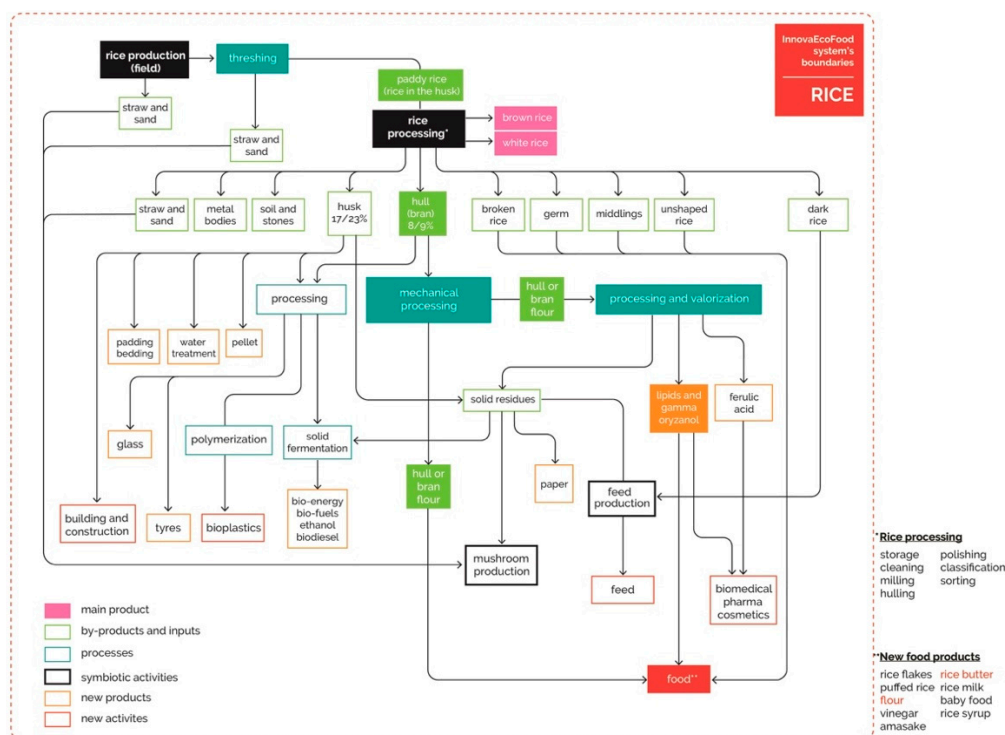 InnovaEcoFood
system's
boundaries
RICE
rice production
(field)
threshing
paddy rice
(rice in the husk)
straw and
sand
straw and
sand
rice
processing*
brown rice
white rice
straw and
sand
metal
bodies
soil and
stones
husk
17/23%
hull
(bran)
8/9%
broken
rice
germ
middlings
unshaped
rice
dark
rice
processing
mechanical
processing
hull or
bran
flour
processing and valorization
padding
bedding
water
treatment
pellet
solid residues
lipids and
gamma
oryzanol
ferulic
acid
glass
polymerization
solid
fermentation
hull or
bran
flour
paper
feed
production
building and
construction
tyres
bioplastics
bio-energy
bio-fuels
ethanol
biodiesel
mushroom
production
feed
biomedical
pharma
cosmetics
food**
main product
by-products and inputs
processes
symbiotic activities
new products
new activites
*Rice processing
storage polishing
cleaning classification
milling sorting
hulling
**New food products
rice flakes rice butter
puffed rice rice milk
flour baby food
vinegar rice syrup
amasake